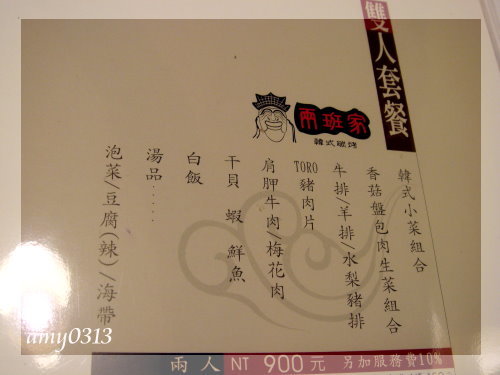 雙人套餐
兩班家
韓式碳烤
韓式小菜組合
香菇盤包肉生菜組合
牛排/羊排/水梨豬排
TORO豬肉片
肩胛牛肉/梅花肉
干貝 蝦 鮮魚
白飯
湯品.....
泡菜/豆腐(辣)/海帶
兩人 NT 900元 另加服務費10%
amy0313